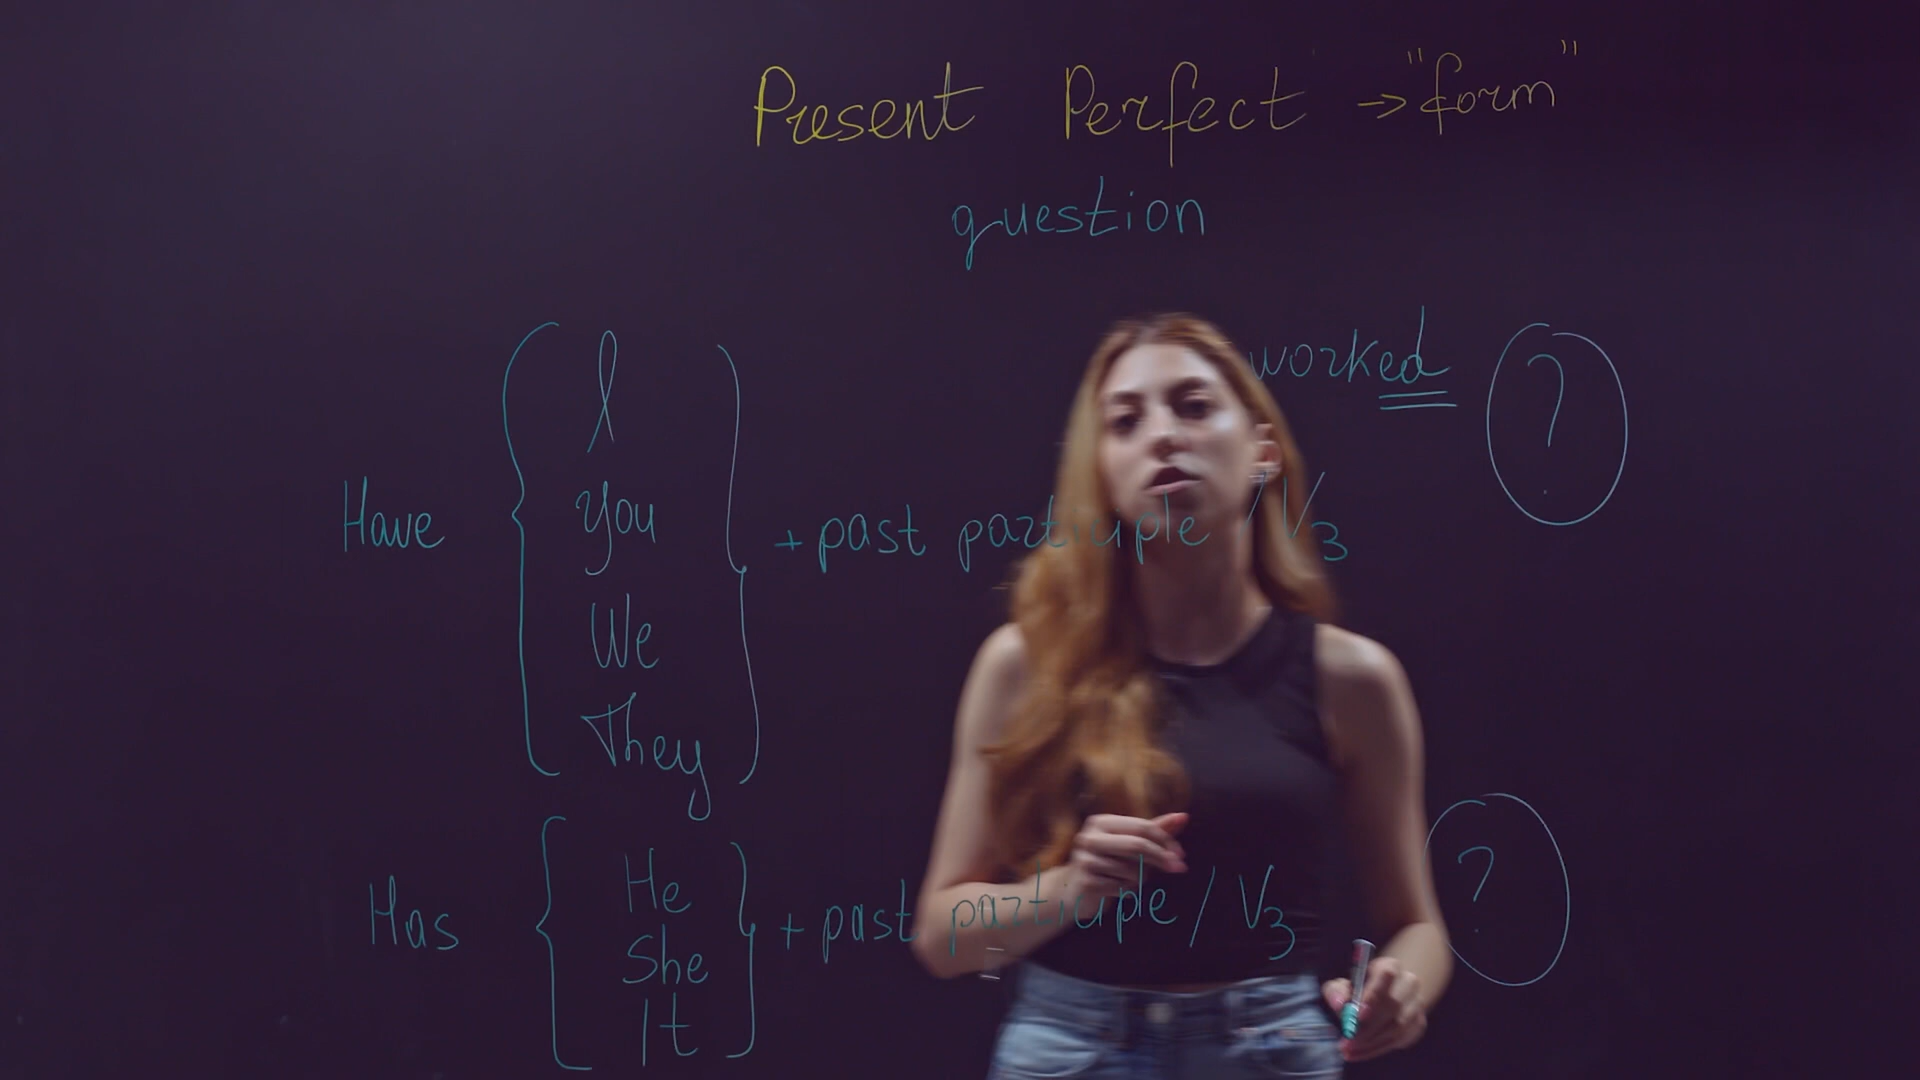 Present Perfect → "form"
question
worked ?
I
Have You + past participle / V3
We
They
He
Has She + past participle / V3 ?
It